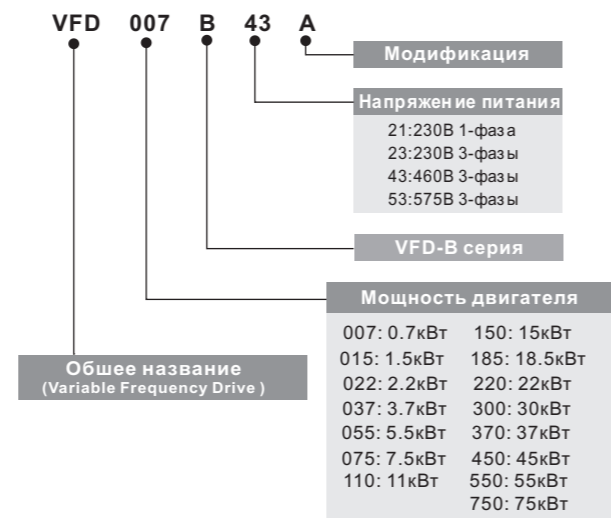 VFD 007 B 43 A
Модификация
Напряжение питания
21:230В 1-фаза
23:230В 3-фазы
43:460В 3-фазы
53:575В 3-фазы
VFD-B серия
Мощность двигателя
007: 0.7кВт 150: 15кВт
015: 1.5кВт 185: 18.5кВт
022: 2.2кВт 220: 22кВт
037: 3.7кВт 300: 30кВт
055: 5.5кВт 370: 37кВт
075: 7.5кВт 450: 45кВт
110: 11кВт 550: 55кВт
750: 75кВт
Обшее название
(Variable Frequency Drive )